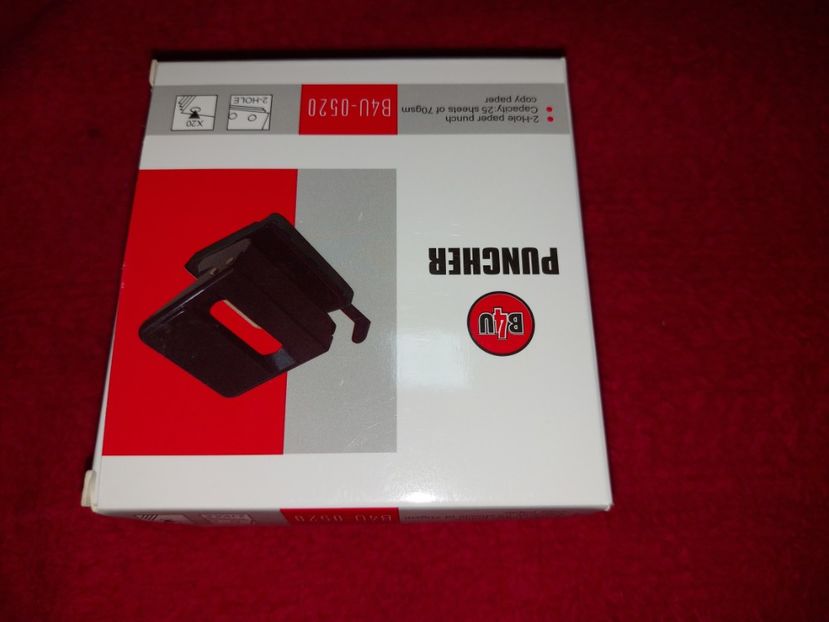 B4U
PUNCHER
• 2-Hole paper punch
• Capacity: 25 sheets of 70gsm
copy paper
B4U-0520
2-HOLE
X20
B4U-0520